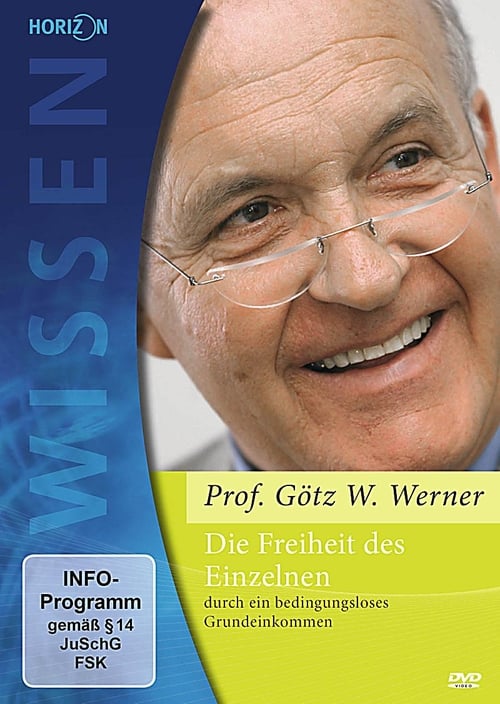 HORIZON
WISSEN
Prof. Götz W. Werner
Die Freiheit des
Einzelnen
durch ein bedingungsloses
Grundeinkommen
INFO-
Programm
gemäß § 14
JuSchG
FSK
DVD
VIDEO